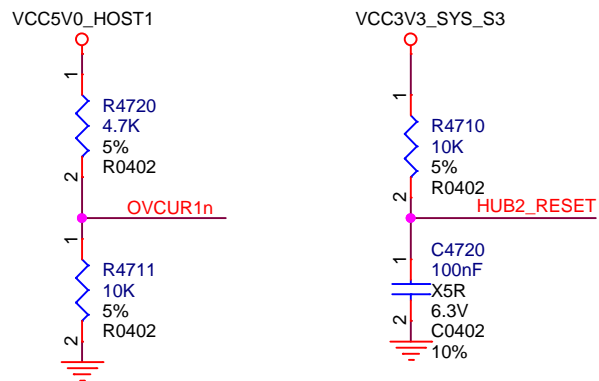 VCC5V0_HOST1
1
R4720
4.7K
5%
R0402
2
OVCUR1n
1
R4711
10K
5%
R0402
2
VCC3V3_SYS_S3
1
R4710
10K
5%
R0402
2
HUB2_RESET
1
C4720
100nF
X5R
6.3V
2
C0402
10%